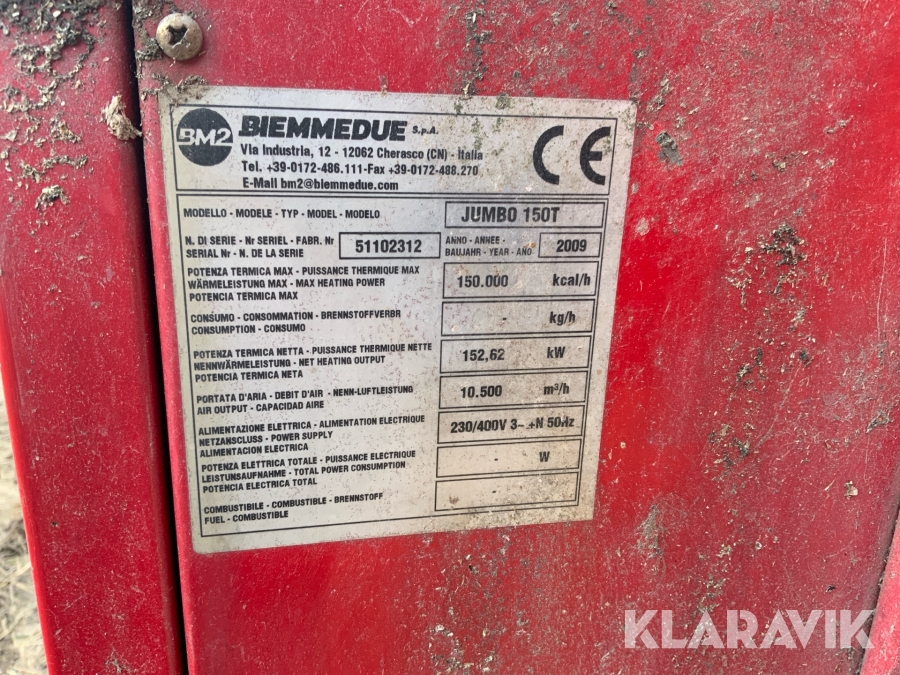 BM2 BIEMMEDUE S.p.A.
Via Industria, 12 - 12062 Cherasco (CN) - Italia
Tel. +39-0172-486.111-Fax +39-0172-488.270
E-Mail bm2@biemmedue.com
CE
MODELLO - MODELE - TYP - MODEL - MODELO JUMBO 150T
N. DI SERIE - Nr SERIEL - FABR. Nr
SERIAL Nr - N. DE LA SERIE
51102312
ANNO - ANNEE -
BAUJAHR - YEAR - ANO
2009
POTENZA TERMICA MAX - PUISSANCE THERMIQUE MAX
WÄRMELEISTUNG MAX - MAX HEATING POWER
POTENCIA TERMICA MAX
150.000 kcal/h
CONSUMO - CONSOMMATION - BRENNSTOFFVERBR
CONSUMPTION - CONSUMO
- kg/h
POTENZA TERMICA NETTA - PUISSANCE THERMIQUE NETTE
NENNWÄRMELEISTUNG - NET HEATING OUTPUT
POTENCIA TERMICA NETA
152,62 kW
PORTATA D'ARIA - DEBIT D'AIR - NENN-LUFTLEISTUNG
AIR OUTPUT - CAPACIDAD AIRE
10.500 m³/h
ALIMENTAZIONE ELETTRICA - ALIMENTATION ELECTRIQUE
NETZANSCLUSS - POWER SUPPLY
ALIMENTACION ELECTRICA
230/400V 3~ +N 50Hz
POTENZA ELETTRICA TOTALE - PUISSANCE ELECTRIQUE
LEISTUNGSAUFNAHME - TOTAL POWER CONSUMPTION
POTENCIA ELECTRICA TOTAL
- W
COMBUSTIBILE - COMBUSTIBLE - BRENNSTOFF
FUEL - COMBUSTIBLE
KLARAVIK